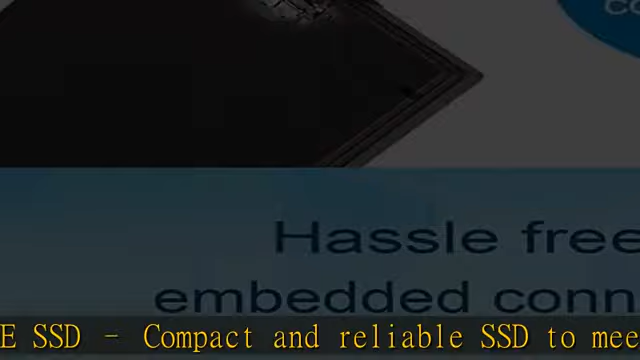 Hassle free
embedded conn
E SSD - Compact and reliable SSD to mee